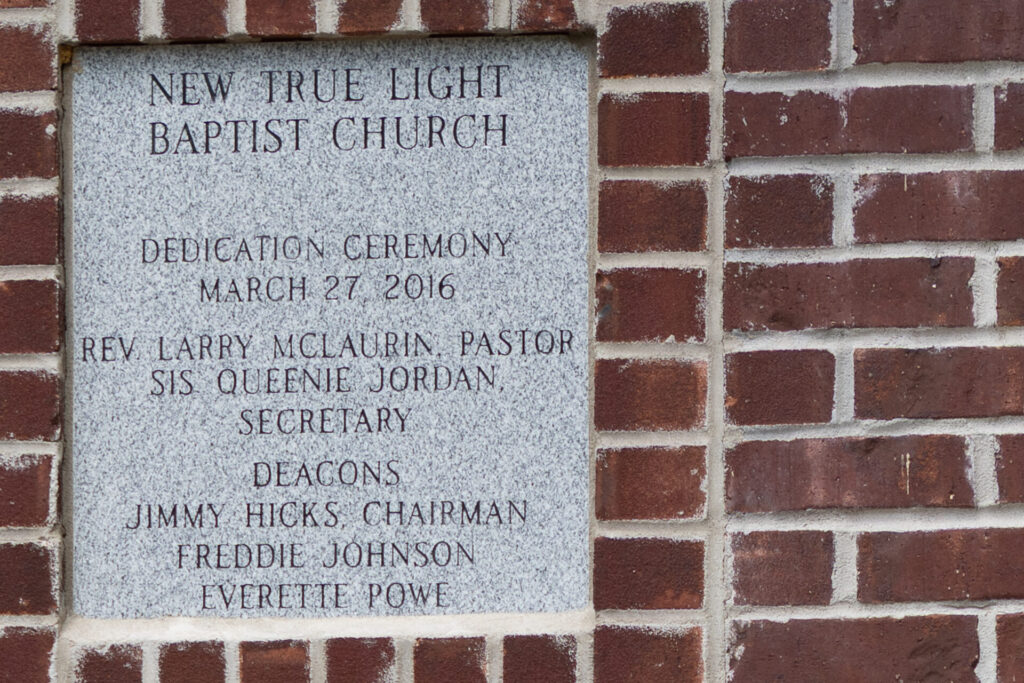 NEW TRUE LIGHT
BAPTIST CHURCH
DEDICATION CEREMONY
MARCH 27, 2016
REV. LARRY MCLAURIN, PASTOR
SIS. QUEENIE JORDAN,
SECRETARY
DEACONS
JIMMY HICKS, CHAIRMAN
FREDDIE JOHNSON
EVERETTE POWE